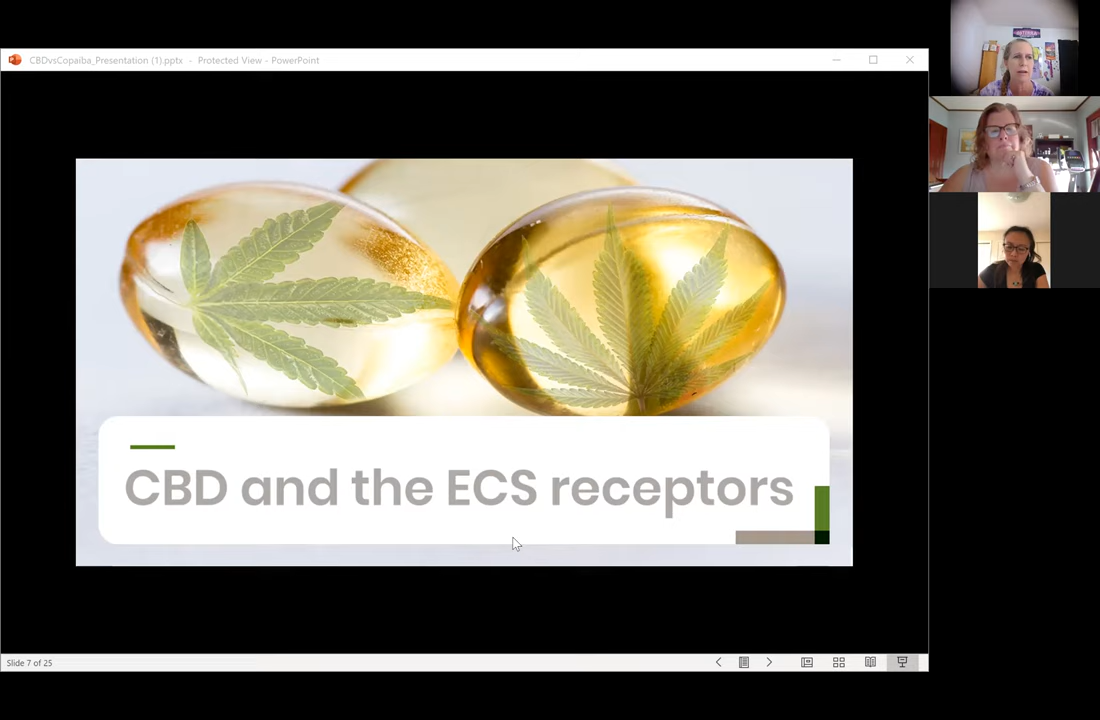 CBDvsCopaiba_Presentation (1).pptx - Protected View - PowerPoint
CBD and the ECS receptors
Slide 7 of 25